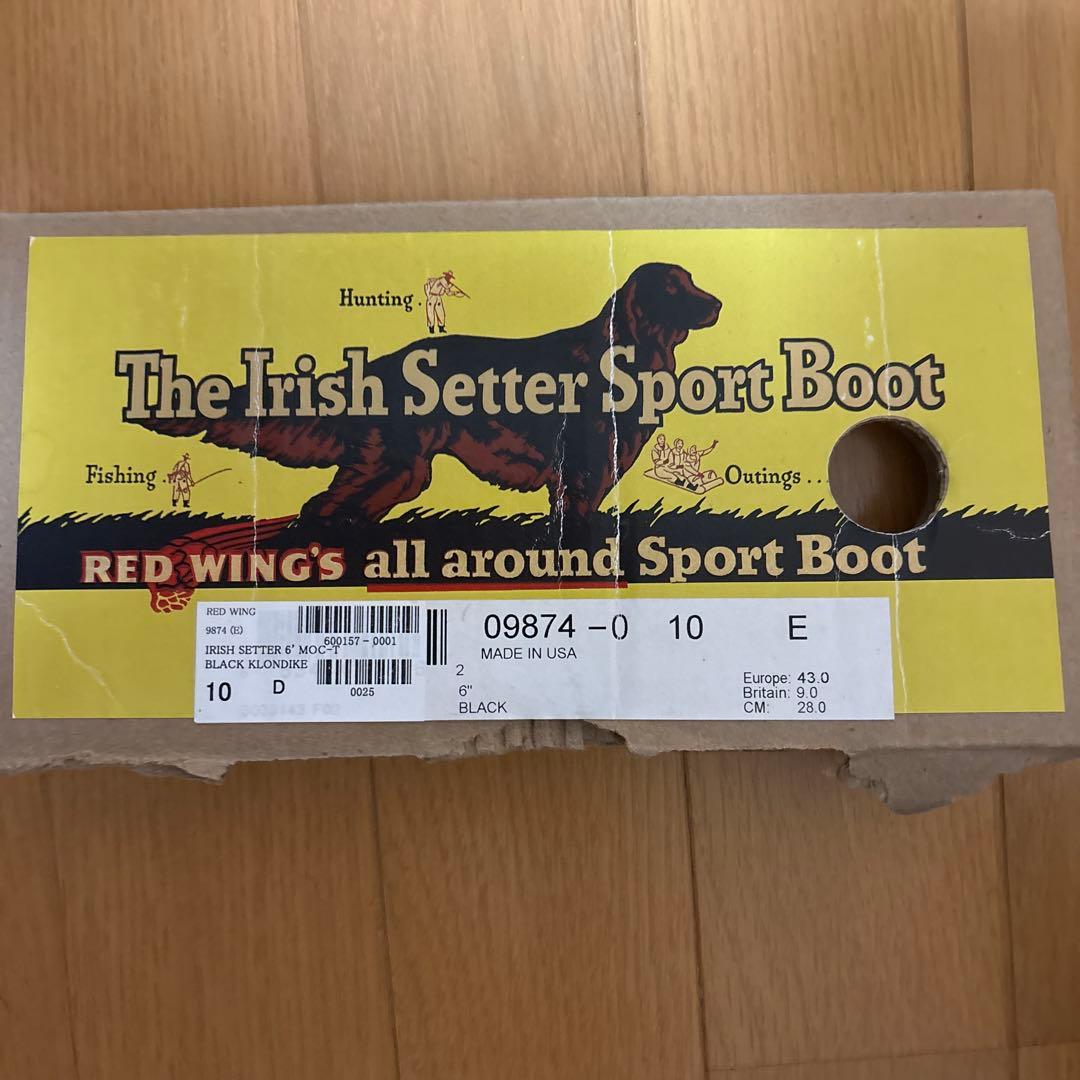 Hunting .
The Irish Setter Sport Boot
Fishing .
Outings ...
RED WING'S all around Sport Boot
RED WING
9874 (E)
600157-0001
IRISH SETTER 6' MOC-T
BLACK KLONDIKE
10 D
0025
09874 -0 10 E
MADE IN USA
2
6"
BLACK
Europe: 43.0
Britain: 9.0
CM: 28.0